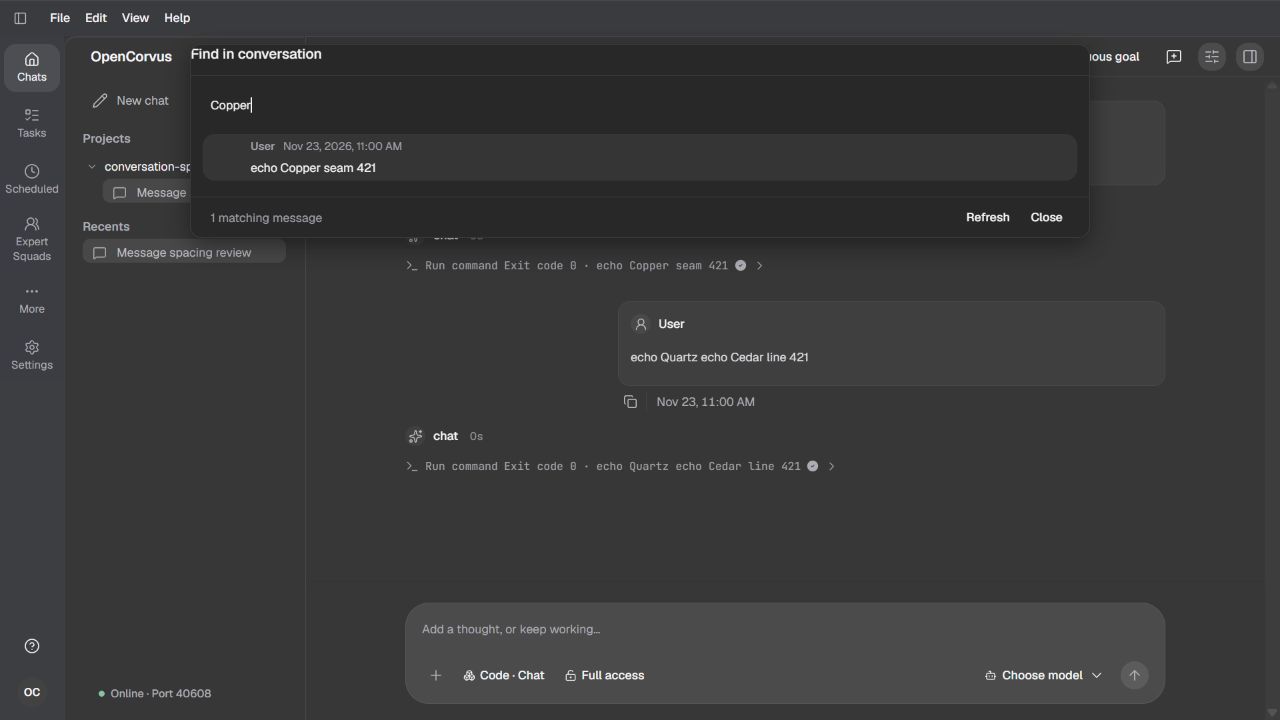 File Edit View Help
Chats
Tasks
Scheduled
Expert
Squads
More
Settings
OC
OpenCorvus
New chat
Projects
conversation-sp
Message
Recents
Message spacing review
Online · Port 40608
Find in conversation
Copper
User Nov 23, 2026, 11:00 AM
echo Copper seam 421
1 matching message
Refresh Close
ous goal
>_ Run command Exit code 0 · echo Copper seam 421
User
echo Quartz echo Cedar line 421
Nov 23, 11:00 AM
chat 0s
>_ Run command Exit code 0 · echo Quartz echo Cedar line 421
Add a thought, or keep working...
Code · Chat Full access Choose model